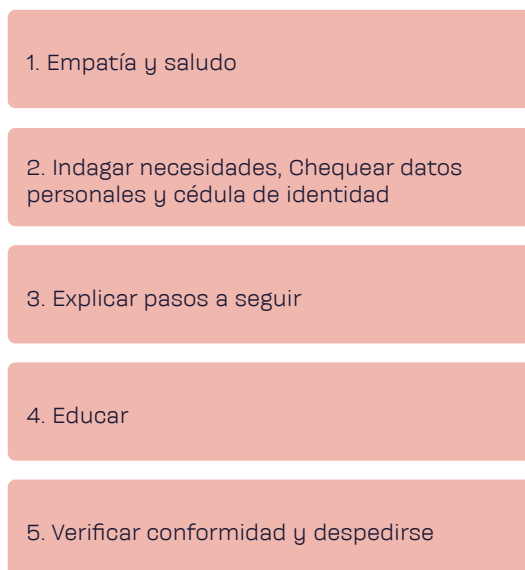 1. Empatía y saludo
2. Indagar necesidades, Chequear datos
personales y cédula de identidad
3. Explicar pasos a seguir
4. Educar
5. Verificar conformidad y despedirse